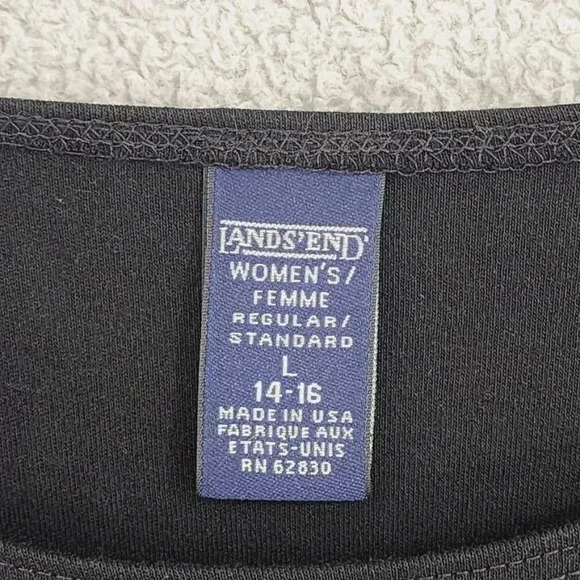 LANDS'END
WOMEN'S/
FEMME
REGULAR/
STANDARD
L
14-16
MADE IN USA
FABRIQUE AUX
ETATS-UNIS
RN 62830